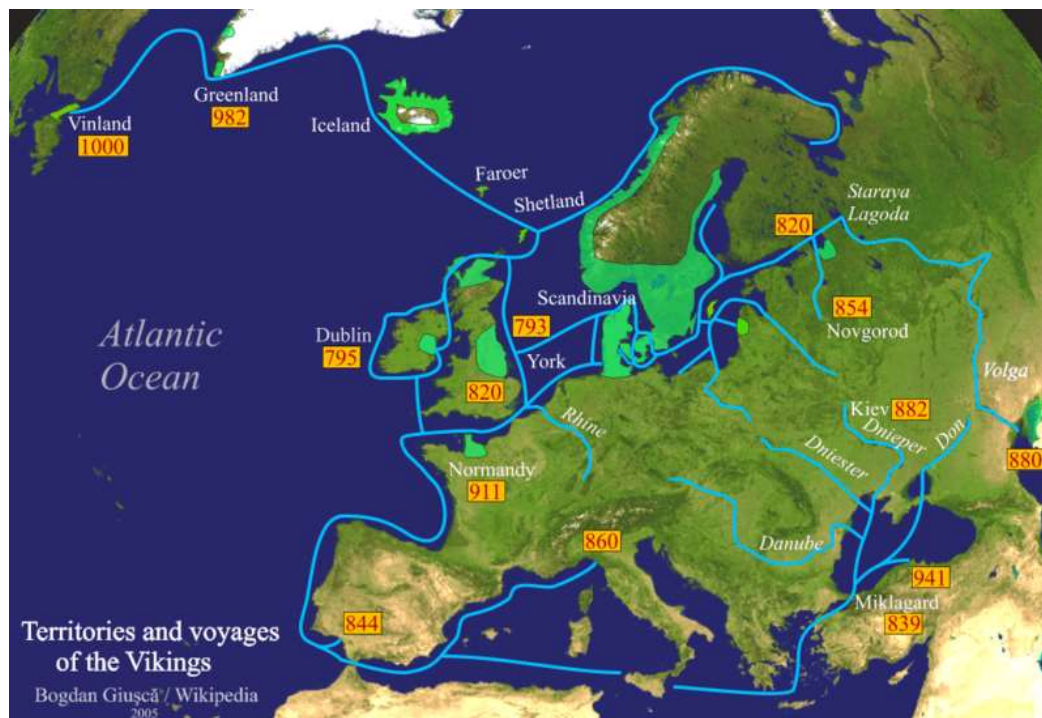 Greenland
982
Vinland
1000
Iceland
Faroer
Shetland
Staraya
Lagoda
820
Scandinavia
854
Novgorod
793
Dublin
795
York
Atlantic
Ocean
820
Volga
Kiev 882
Rhine
Dnieper
Don
Dniester
880
Normandy
911
860
Danube
941
Miklagard
839
844
Territories and voyages
of the Vikings
Bogdan Giuşcă / Wikipedia
2005